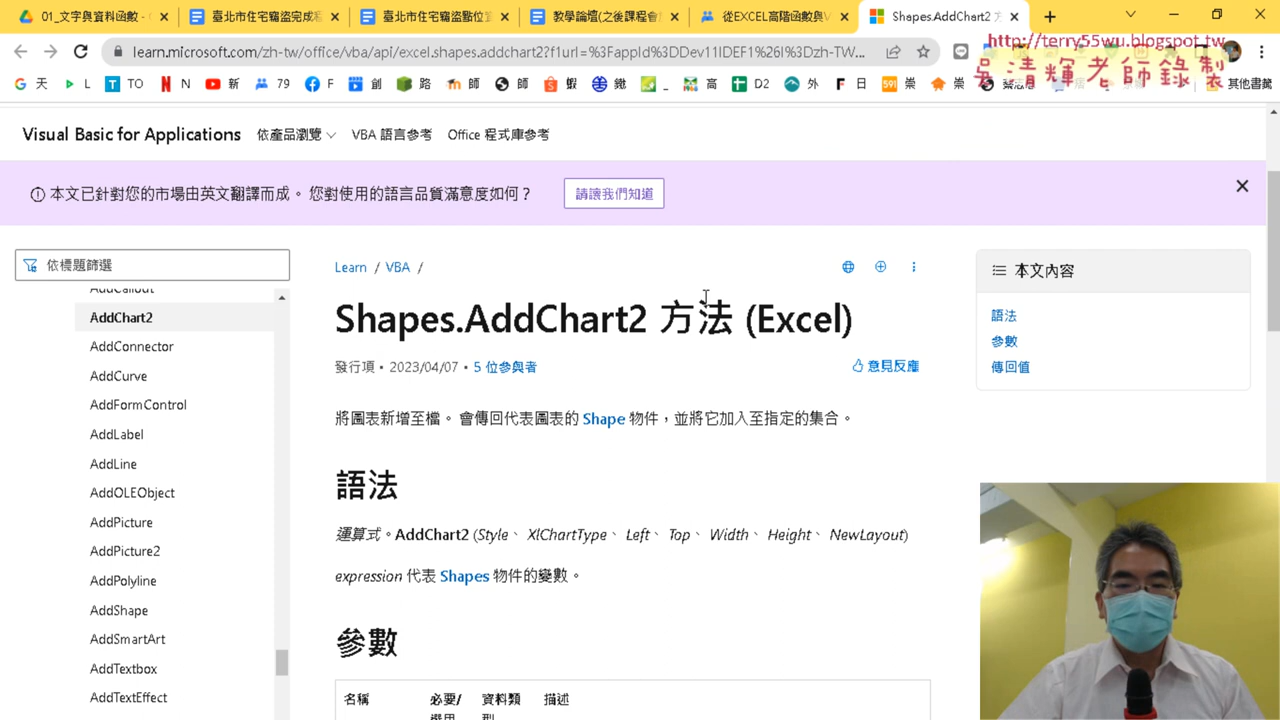 01_文字與資料函數 -
臺北市住宅竊盜完成程
臺北市住宅竊盜點位資
教學論壇(之後課程會
從EXCEL高階函數與V
Shapes.AddChart2 方
learn.microsoft.com/zh-tw/office/vba/api/excel.shapes.addchart2?f1url=%3FappId%3DDev11IDEF1%26l%3Dzh-TW...
http://terry55wu.blogspot.tw
吳清輝老師錄製
天 L TO N 新 79 F 創 路 師 師 蝦 鐵 _ 高 D2 外 日 崇 崇 其他書籤
Visual Basic for Applications 依產品瀏覽 VBA 語言參考 Office 程式庫參考
本文已針對您的市場由英文翻譯而成。 您對使用的語言品質滿意度如何？ 請讓我們知道
依標題篩選
AddCallout
AddChart2
AddConnector
AddCurve
AddFormControl
AddLabel
AddLine
AddOLEObject
AddPicture
AddPicture2
AddPolyline
AddShape
AddSmartArt
AddTextbox
AddTextEffect
Learn / VBA /
Shapes.AddChart2 方法 (Excel)
發行項 • 2023/04/07 • 5 位參與者
意見反應
將圖表新增至檔。 會傳回代表圖表的 Shape 物件，並將它加入至指定的集合。
語法
運算式。AddChart2 (Style、 XlChartType、 Left、 Top、 Width、 Height、 NewLayout)
expression 代表 Shapes 物件的變數。
參數
名稱 必要/ 資料類 描述
選用 型
本文內容
語法
參數
傳回值